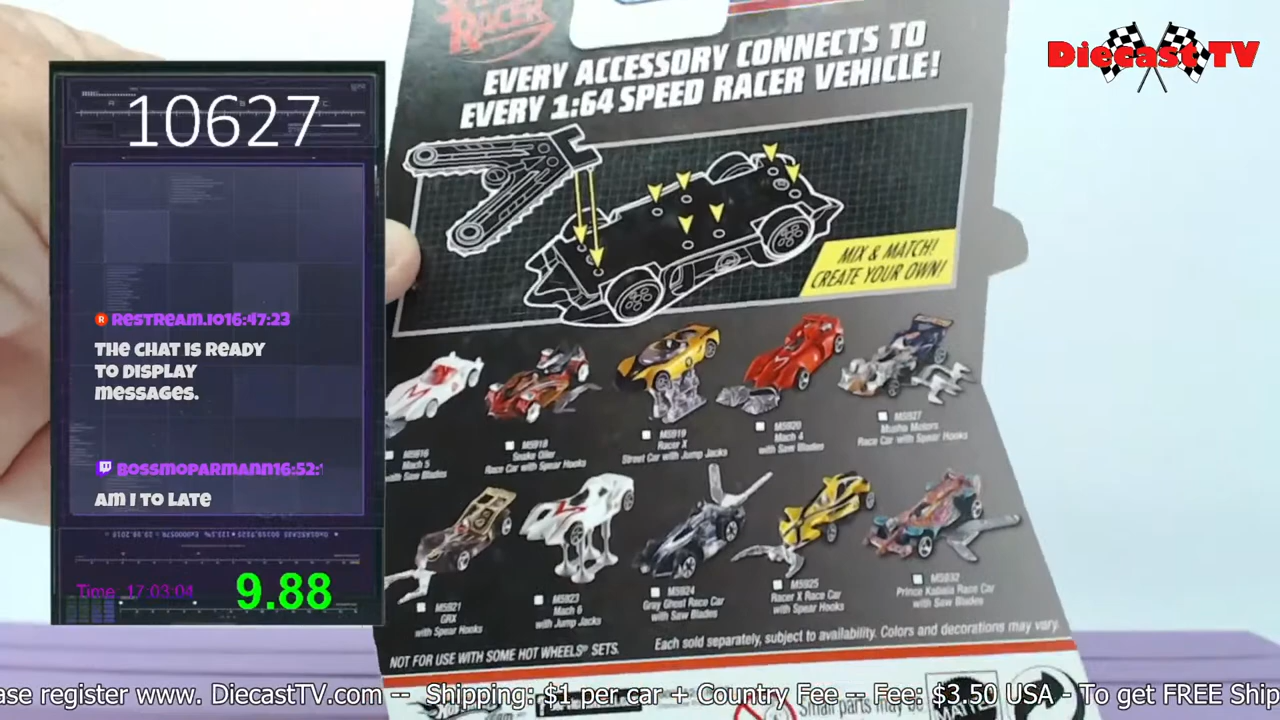 RACER
EVERY ACCESSORY CONNECTS TO
EVERY 1:64 SPEED RACER VEHICLE!
Diecast TV
10627
MIX & MATCH!
CREATE YOUR OWN!
Restream.io16:47:23
The chat is ready
to display
messages.
bossmoparmann16:52:
Am I to late
Time 17:03:04
9.88
M5916
Mach 5
with Saw Blades
M5918
Snake Oiler
Race Car with Spear Hooks
M5919
Racer X
Street Car with Jump Jacks
M5920
Mach 4
with Saw Blades
M5927
Musha Motors
Race Car with Spear Hooks
M5921
GRX
with Spear Hooks
M5923
Mach 6
with Jump Jacks
M5924
Gray Ghost Race Car
with Saw Blades
M5925
Racer X Race Car
with Spear Hooks
M5932
Prince Kabala Race Car
with Saw Blades
NOT FOR USE WITH SOME HOT WHEELS® SETS.
Each sold separately, subject to availability. Colors and decorations may vary.
Small parts may be
MATTEL
ase register www. DiecastTV.com -- Shipping: $1 per car + Country Fee -- Fee: $3.50 USA - To get FREE Ship